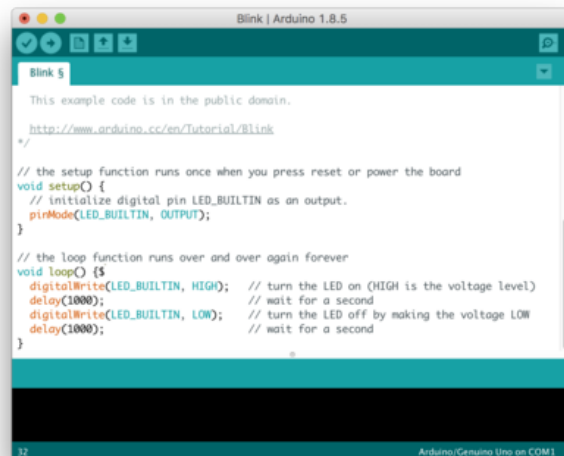 Blink | Arduino 1.8.5
Blink §
This example code is in the public domain.
http://www.arduino.cc/en/Tutorial/Blink
*/
// the setup function runs once when you press reset or power the board
void setup() {
// initialize digital pin LED_BUILTIN as an output.
pinMode(LED_BUILTIN, OUTPUT);
}
// the loop function runs over and over again forever
void loop() {$
digitalWrite(LED_BUILTIN, HIGH); // turn the LED on (HIGH is the voltage level)
delay(1000); // wait for a second
digitalWrite(LED_BUILTIN, LOW); // turn the LED off by making the voltage LOW
delay(1000); // wait for a second
}
32 Arduino/Genuino Uno on COM1